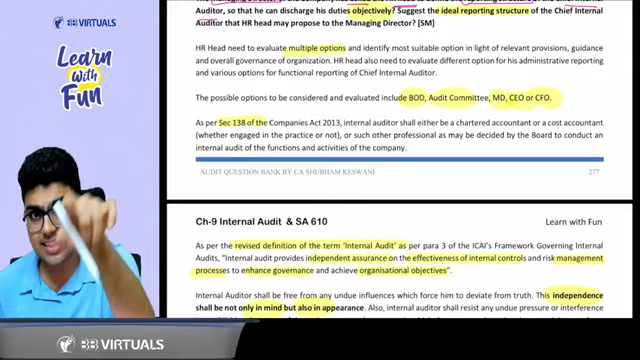 BB VIRTUALS
Learn
With
Fun
Auditor, so that he can discharge his duties objectively? Suggest the ideal reporting structure of the Chief Internal
Auditor that HR head may propose to the Managing Director? [SM]
HR Head need to evaluate multiple options and identify most suitable option in light of relevant provisions, guidance
and overall governance of organization. HR head also need to evaluate different option for his administrative reporting
and various options for functional reporting of Chief Internal Auditor.
The possible options to be considered and evaluated include BOD, Audit Committee, MD, CEO or CFO.
As per Sec 138 of the Companies Act 2013, internal auditor shall either be a chartered accountant or a cost accountant
(whether engaged in the practice or not), or such other professional as may be decided by the Board to conduct an
internal audit of the functions and activities of the company.
AUDIT QUESTION BANK BY CA SHUBHAM KESWANI 277
Ch-9 Internal Audit & SA 610 Learn with Fun
As per the revised definition of the term 'Internal Audit' as per para 3 of the ICAI's Framework Governing Internal
Audits, "Internal audit provides independent assurance on the effectiveness of internal controls and risk management
processes to enhance governance and achieve organisational objectives".
Internal Auditor shall be free from any undue influences which force him to deviate from truth. This independence
shall be not only in mind but also in appearance. Also, internal auditor shall resist any undue pressure or interference
BB VIRTUALS
BB VIRTUALS